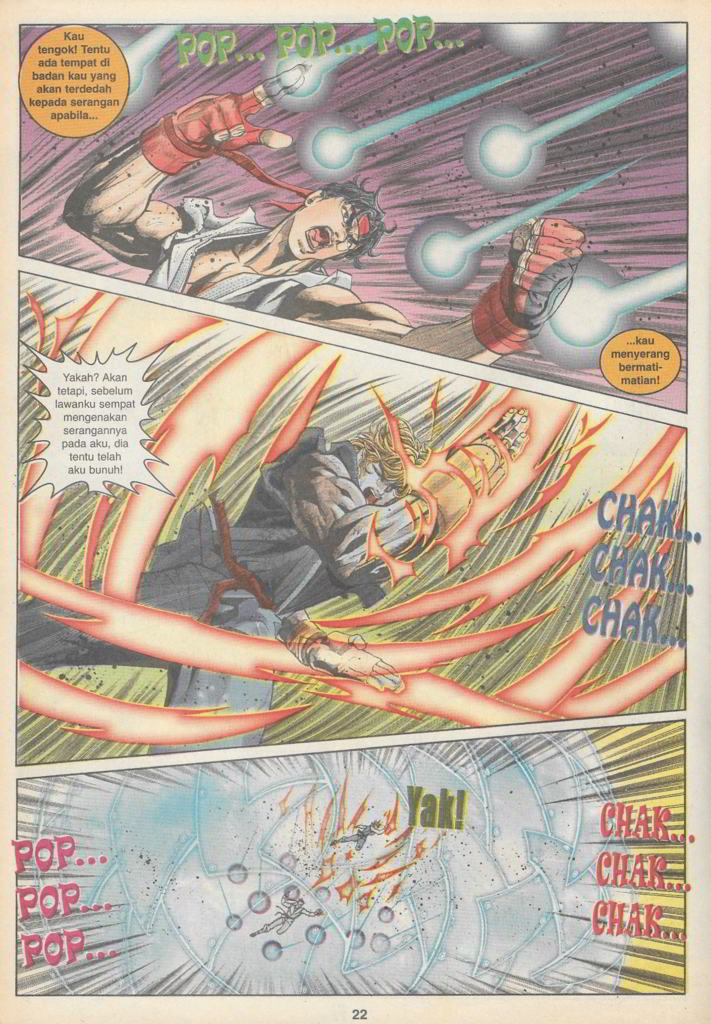 Kau
tengok! Tentu
ada tempat di
badan kau yang
akan terdedah
kepada serangan
apabila...
POP... POP... POP...
...kau
menyerang
bermati-
matian!
Yakah? Akan
tetapi, sebelum
lawanku sempat
mengenakan
serangannya
pada aku, dia
tentu telah
aku bunuh!
CHAK...
CHAK...
CHAK...
Yak!
POP...
POP...
POP...
CHAK...
CHAK...
CHAK...
22